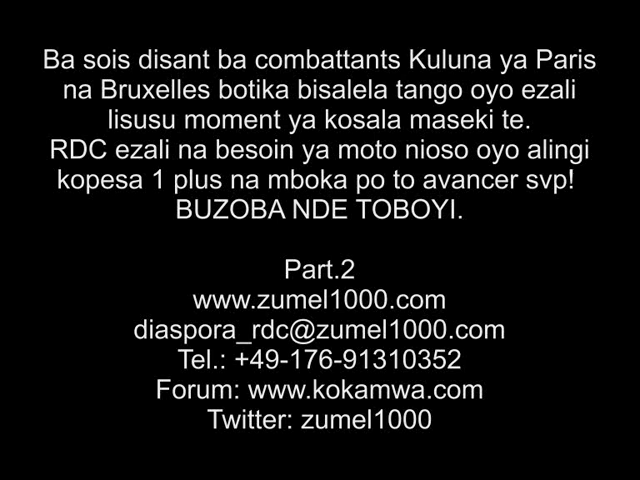 Ba sois disant ba combattants Kuluna ya Paris
na Bruxelles botika bisalela tango oyo ezali
lisusu moment ya kosala maseki te.
RDC ezali na besoin ya moto nioso oyo alingi
kopesa 1 plus na mboka po to avancer svp!
BUZOBA NDE TOBOYI.
Part.2
www.zumel1000.com
diaspora_rdc@zumel1000.com
Tel.: +49-176-91310352
Forum: www.kokamwa.com
Twitter: zumel1000